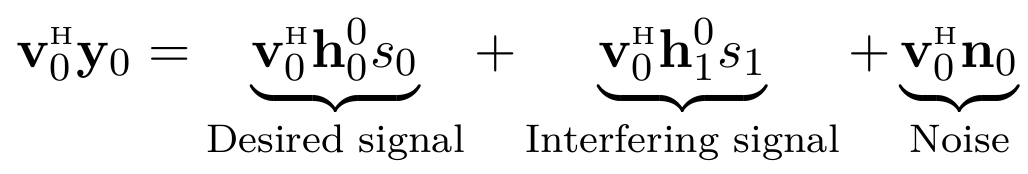 v₀ᴴy₀ = v₀ᴴh₀⁰s₀ + v₀ᴴh₁⁰s₁ + v₀ᴴn₀
Desired signal Interfering signal Noise